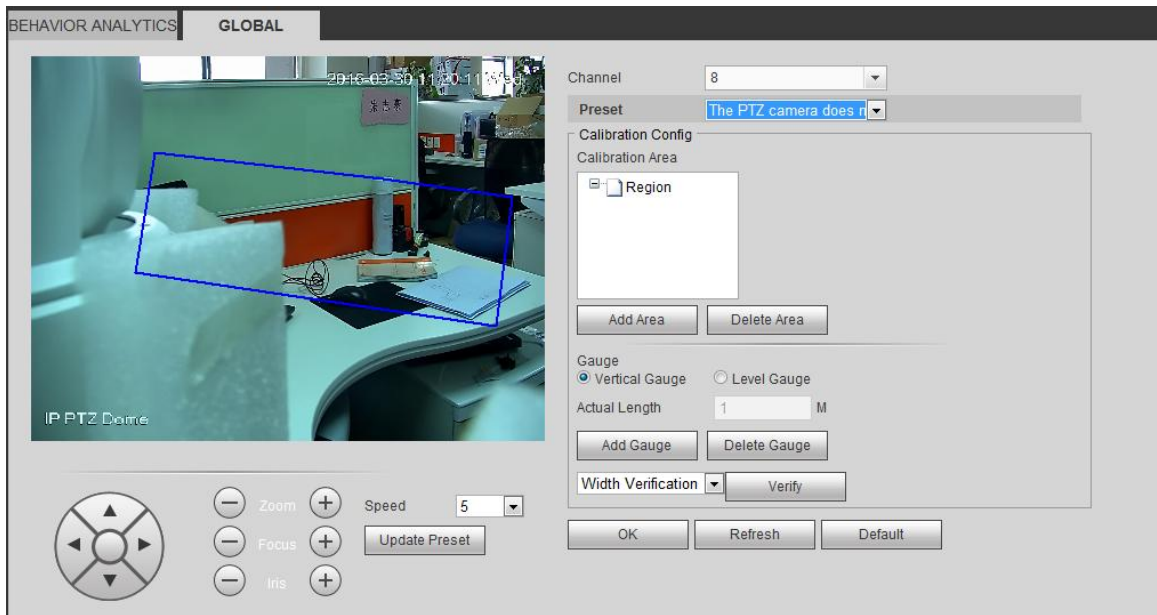 BEHAVIOR ANALYTICS
GLOBAL
IP PTZ Dome
Zoom
Focus
Iris
Speed
5
Update Preset
Channel
8
Preset
The PTZ camera does n
Calibration Config
Calibration Area
Region
Add Area
Delete Area
Gauge
Vertical Gauge
Level Gauge
Actual Length
1
M
Add Gauge
Delete Gauge
Width Verification
Verify
OK
Refresh
Default